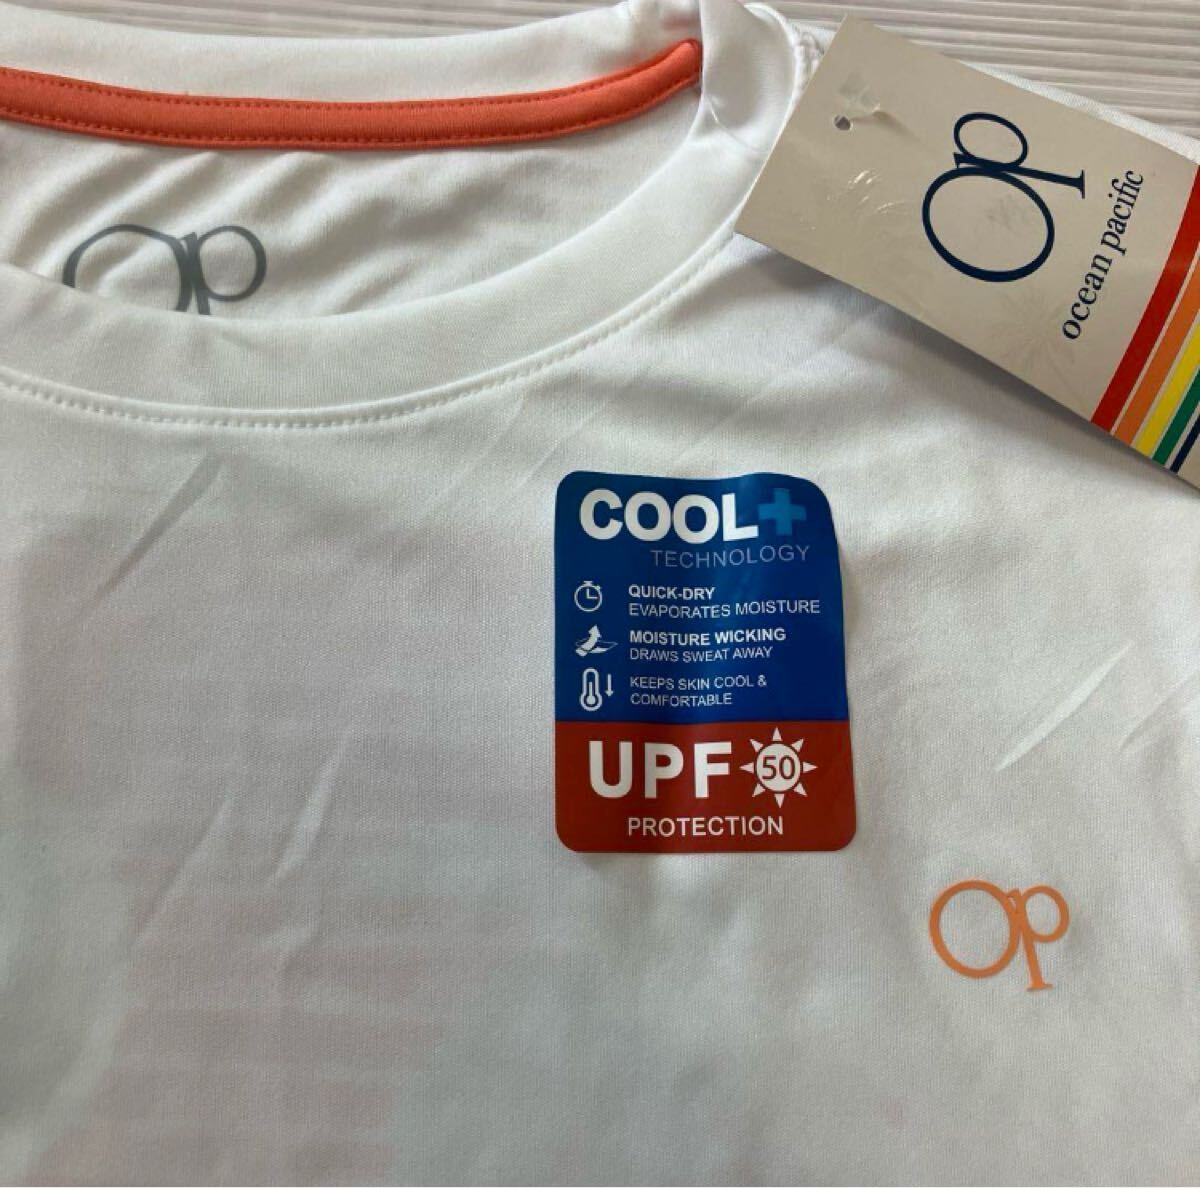 Op
Op
ocean pacific
COOL+
TECHNOLOGY
QUICK-DRY
EVAPORATES MOISTURE
MOISTURE WICKING
DRAWS SWEAT AWAY
KEEPS SKIN COOL &
COMFORTABLE
UPF 50
PROTECTION
Op